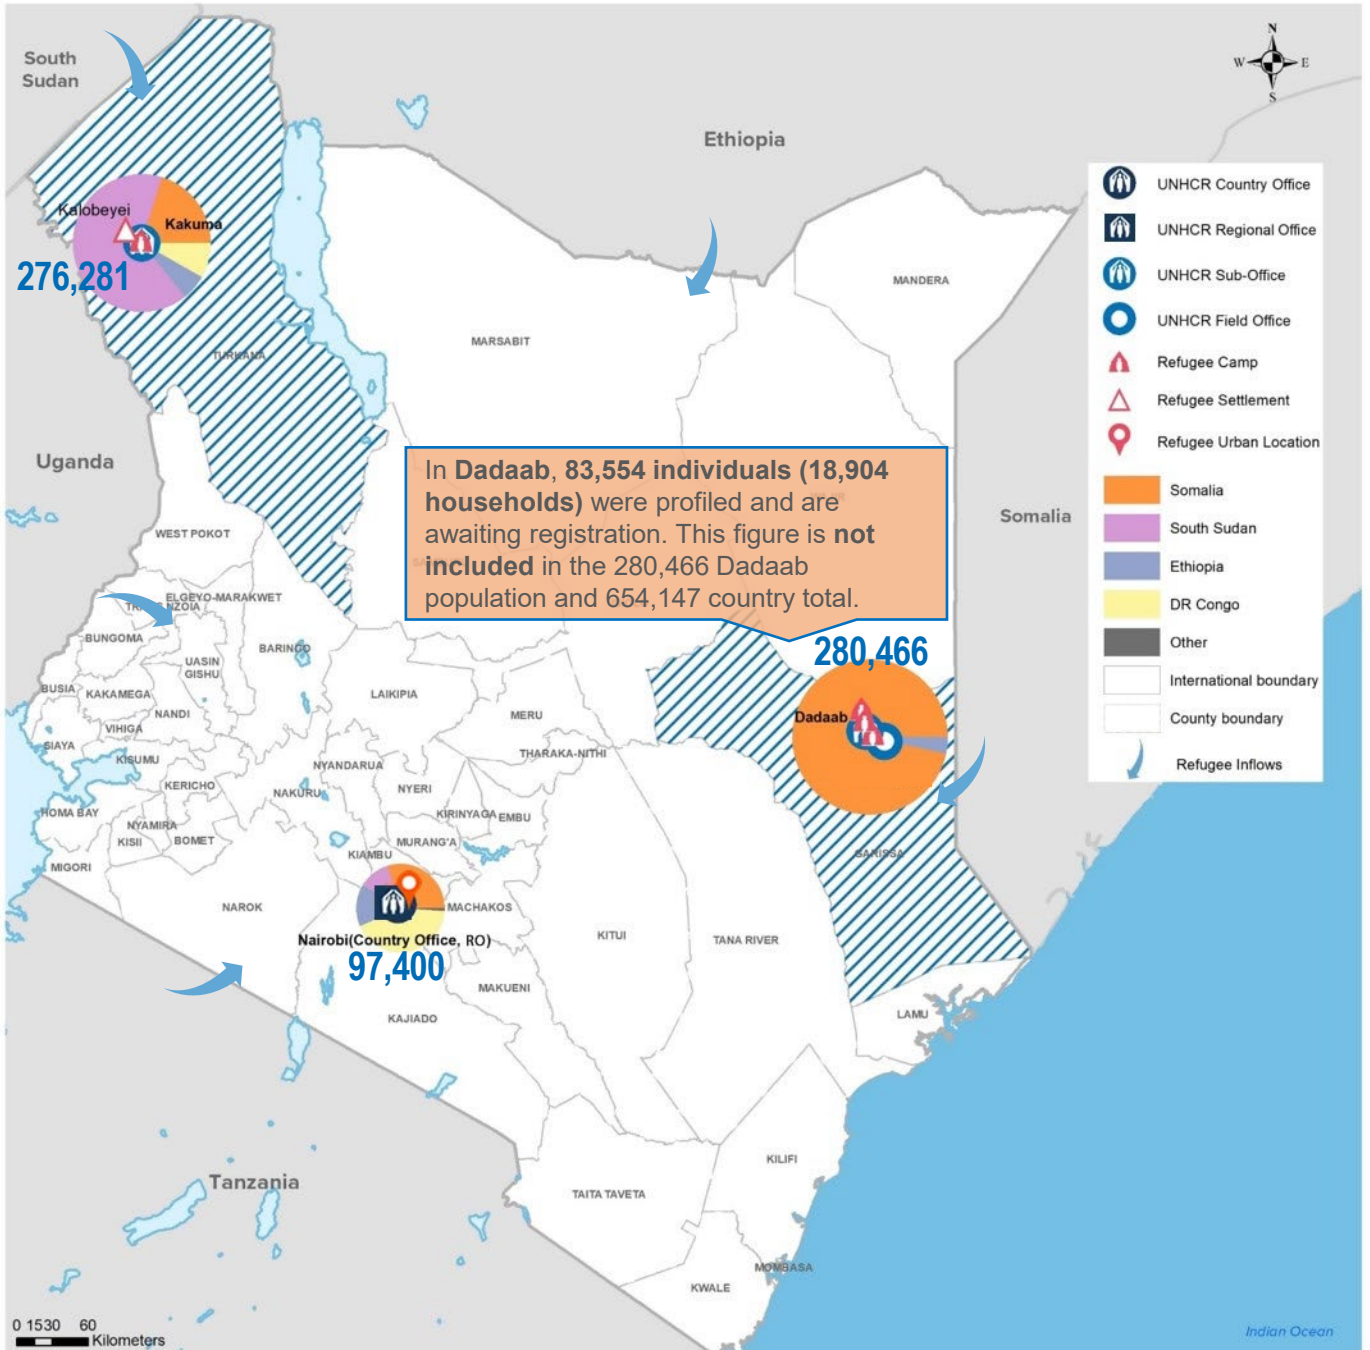 South
Sudan
N
W E
S
Ethiopia
UNHCR Country Office
UNHCR Regional Office
UNHCR Sub-Office
UNHCR Field Office
Refugee Camp
Refugee Settlement
Refugee Urban Location
Somalia
South Sudan
Ethiopia
DR Congo
Other
International boundary
County boundary
Refugee Inflows
Kalobeyei
Kakuma
276,281
MANDERA
MARSABIT
TURKANA
Uganda
Somalia
In Dadaab, 83,554 individuals (18,904
households) were profiled and are
awaiting registration. This figure is not
included in the 280,466 Dadaab
population and 654,147 country total.
280,466
Dadaab
WEST POKOT
ELGEYO-MARAKWET
BUNGOMA
BARINGO
UASIN
GISHU
BUSIA
KAKAMEGA
LAIKIPIA
NANDI
MERU
VIHIGA
SIAYA
KISUMU
NYANDARUA
THARAKA-NITHI
KERICHO
NAKURU
NYERI
HOMA BAY
KIRINYAGA
EMBU
NYAMIRA
KISII
BOMET
MURANG'A
KIAMBU
MIGORI
GARISSA
NAROK
MACHAKOS
KITUI
TANA RIVER
Nairobi(Country Office, RO)
97,400
MAKUENI
KAJIADO
LAMU
KILIFI
Tanzania
TAITA TAVETA
MOMBASA
KWALE
0 1530 60
Kilometers
Indian Ocean